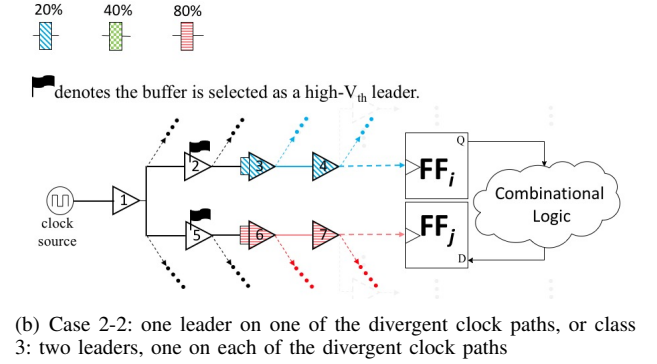 20% 40% 80%
denotes the buffer is selected as a high-Vth leader.
1
2
3
4
5
6
7
clock
source
Q
FFi
FFj
D
Combinational
Logic
(b) Case 2-2: one leader on one of the divergent clock paths, or class
3: two leaders, one on each of the divergent clock paths